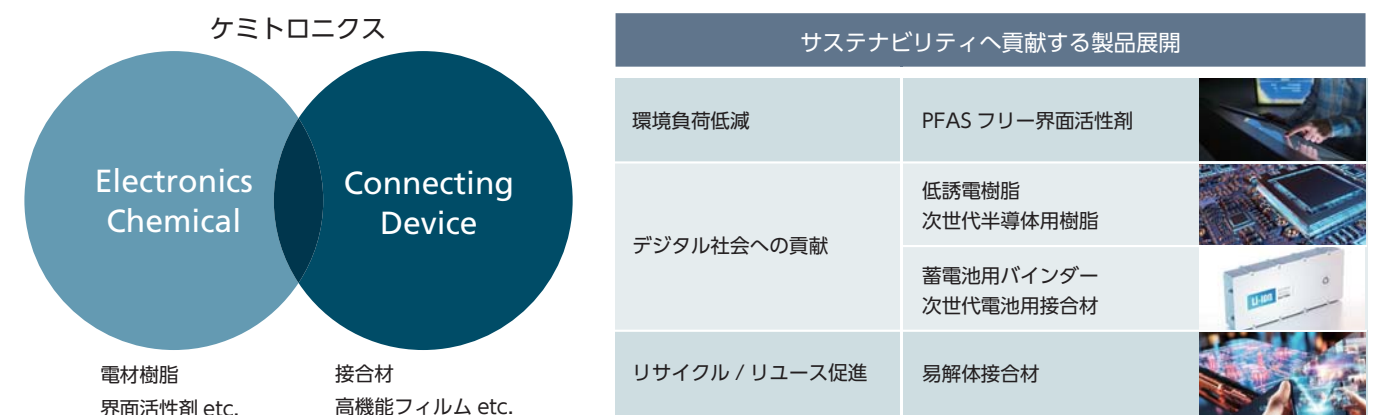 ケミトロニクス
Electronics
Chemical
Connecting
Device
電材樹脂
界面活性剤 etc.
接合材
高機能フィルム etc.
サステナビリティへ貢献する製品展開
環境負荷低減
PFAS フリー界面活性剤
デジタル社会への貢献
低誘電樹脂
次世代半導体用樹脂
蓄電池用バインダー
次世代電池用接合材
LI-ION
リサイクル / リユース促進
易解体接合材